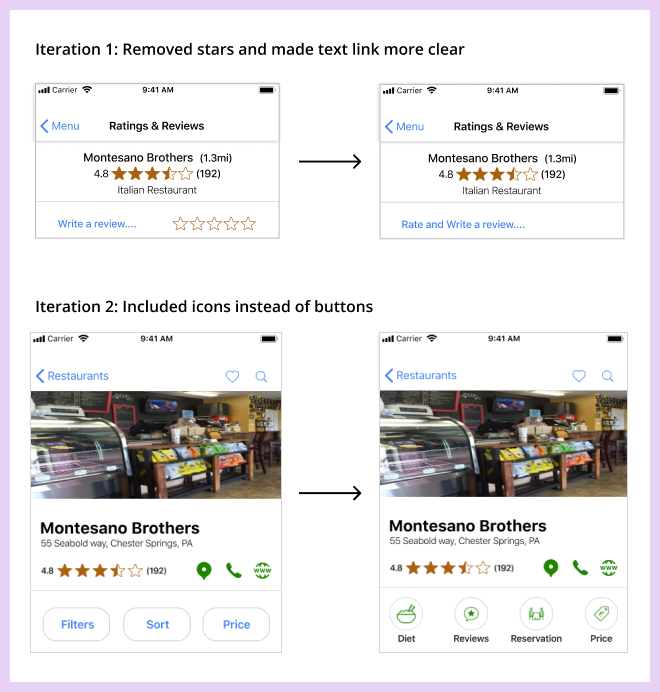 Iteration 1: Removed stars and made text link more clear
Carrier 9:41 AM
Menu Ratings & Reviews
Montesano Brothers (1.3mi)
4.8 (192)
Italian Restaurant
Write a review....
Carrier 9:41 AM
Menu Ratings & Reviews
Montesano Brothers (1.3mi)
4.8 (192)
Italian Restaurant
Rate and Write a review....
Iteration 2: Included icons instead of buttons
Carrier 9:41 AM
Restaurants
Montesano Brothers
55 Seabold way, Chester Springs, PA
4.8 (192) WWW
Filters Sort Price
Carrier 9:41 AM
Restaurants
Montesano Brothers
55 Seabold way, Chester Springs, PA
4.8 (192) WWW
Diet Reviews Reservation Price